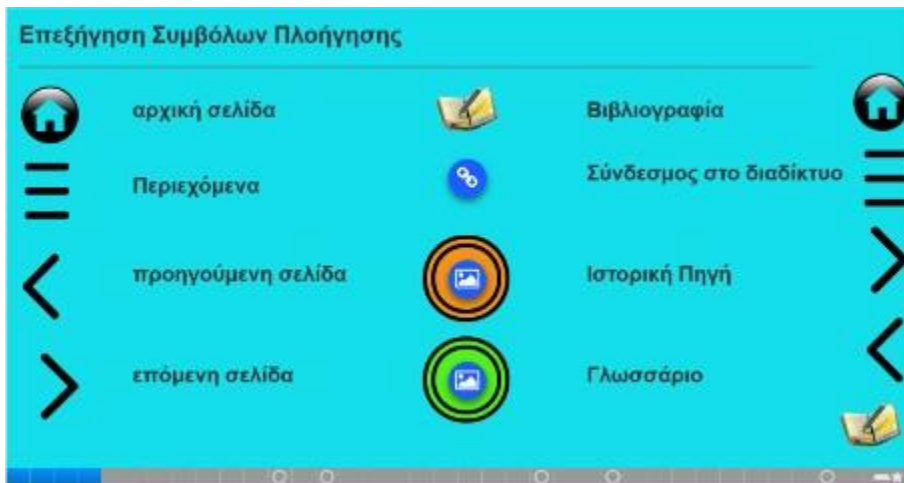 Επεξήγηση Συμβόλων Πλοήγησης
αρχική σελίδα
Βιβλιογραφία
Περιεχόμενα
Σύνδεσμος στο διαδίκτυο
προηγούμενη σελίδα
Ιστορική Πηγή
επόμενη σελίδα
Γλωσσάριο